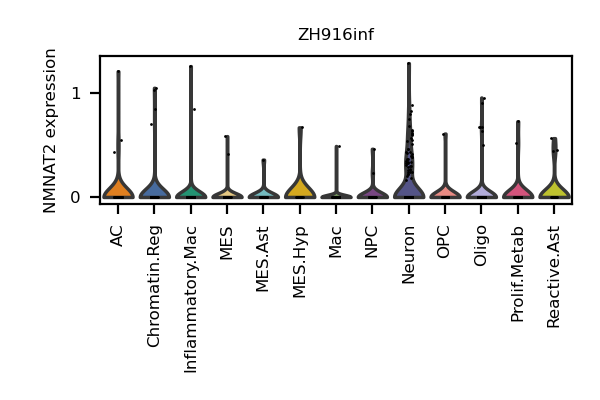 ZH916inf
NMNAT2 expression
1
0
AC
Chromatin.Reg
Inflammatory.Mac
MES
MES.Ast
MES.Hyp
Mac
NPC
Neuron
OPC
Oligo
Prolif.Metab
Reactive.Ast